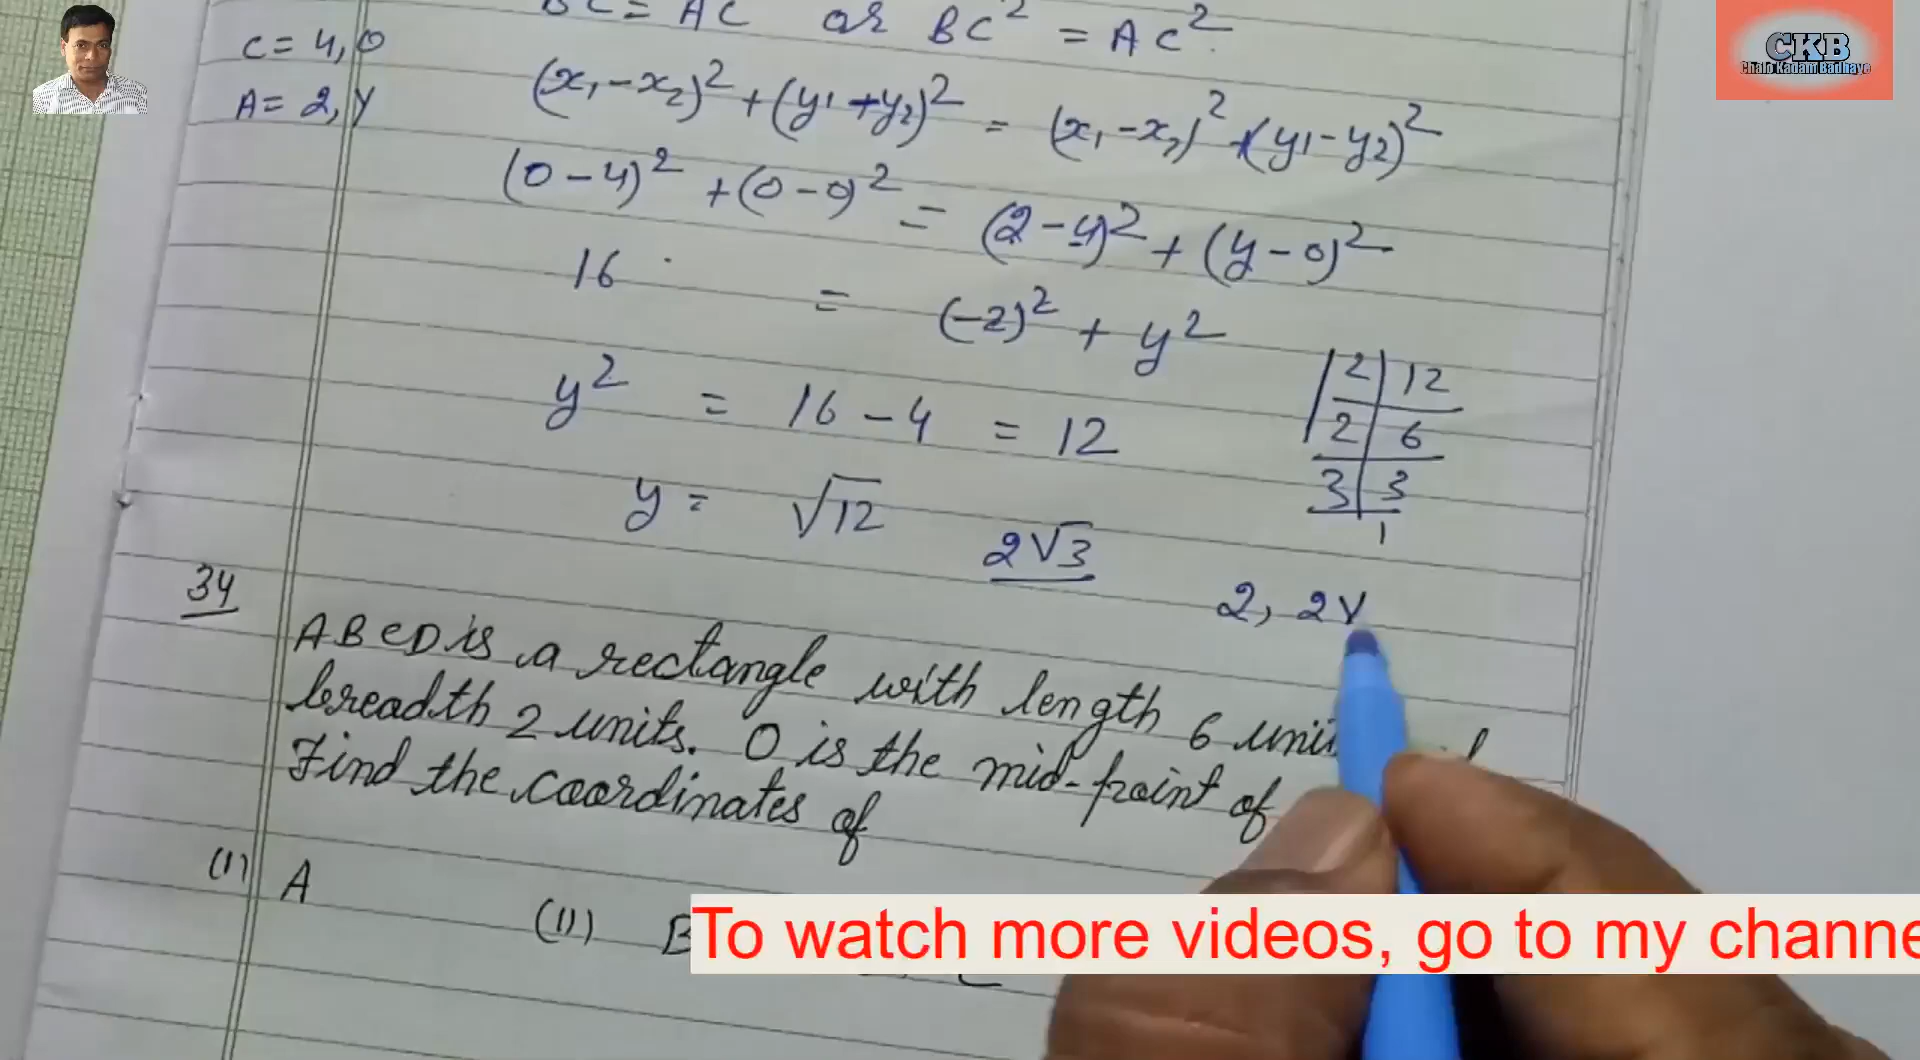 BC = AC or BC² = AC²
C = 4, 0
A = 2, y
(x₁ - x₂)² + (y₁ + y₂)² = (x₁ - x₂)² + (y₁ - y₂)²
(0 - 4)² + (0 - 0)² = (2 - 4)² + (y - 0)²
16 = (-2)² + y²
y² = 16 - 4 = 12
2 | 12
2 | 6
3 | 3
1
y = √12 2√3
2, 2√
34
ABCD is a rectangle with length 6
breadth 2 units. O is the mid-point of
Find the coordinates of
(I) A (II) B
To watch more videos, go to my channe
CKB
Chalo Kadam Badhaye